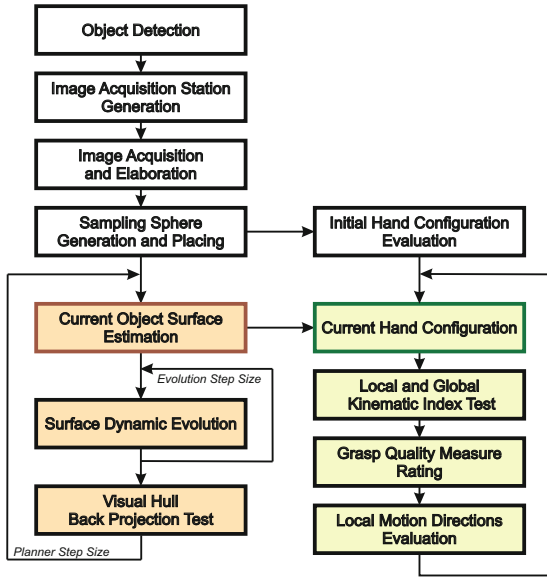 Object Detection
Image Acquisition Station
Generation
Image Acquisition
and Elaboration
Sampling Sphere
Generation and Placing
Initial Hand Configuration
Evaluation
Current Object Surface
Estimation
Current Hand Configuration
Evolution Step Size
Local and Global
Kinematic Index Test
Surface Dynamic Evolution
Grasp Quality Measure
Rating
Visual Hull
Back Projection Test
Local Motion Directions
Evaluation
Planner Step Size